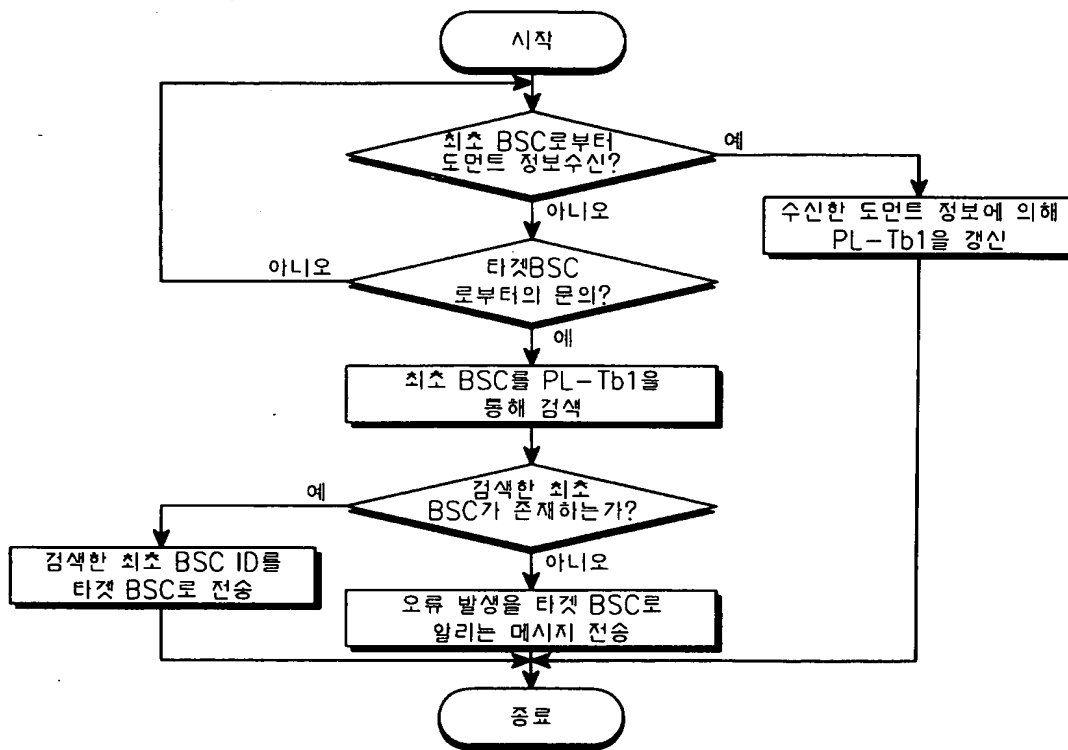 시작
최초 BSC로부터
도먼트 정보수신?
예
아니오
수신한 도먼트 정보에 의해
PL-Tb1을 갱신
타겟BSC
로부터의 문의?
아니오
에
최초 BSC를 PL-Tb1을
통해 검색
검색한 최초
BSC가 존재하는가?
예
아니오
검색한 최초 BSC ID를
타겟 BSC로 전송
오류 발생을 타겟 BSC로
알리는 메시지 전송
종료